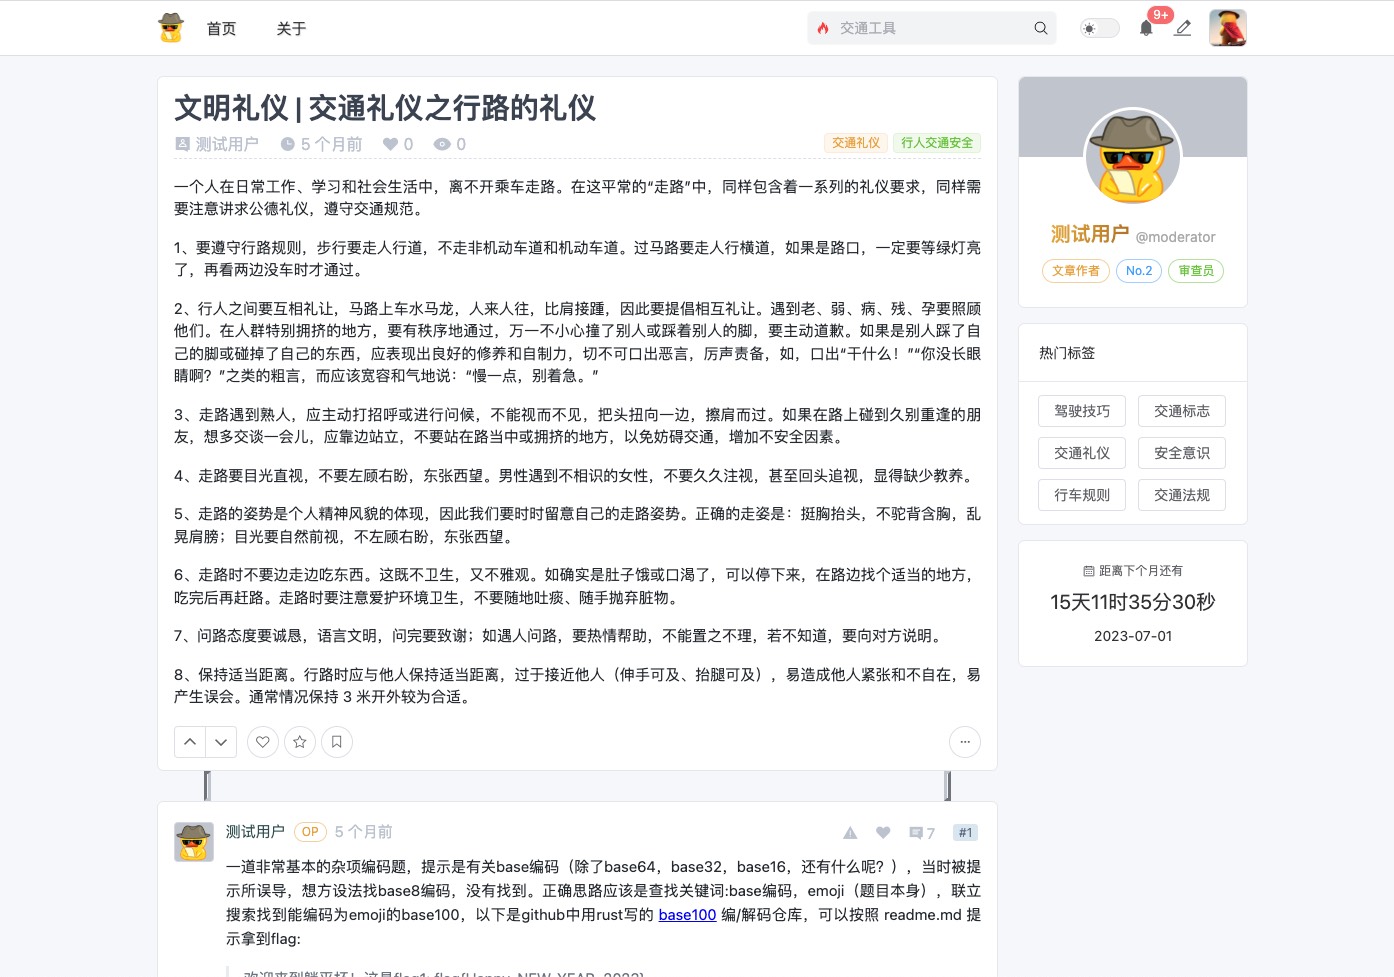 首页 关于 交通工具 9+
文明礼仪 | 交通礼仪之行路的礼仪
测试用户 5 个月前 0 0 交通礼仪 行人交通安全
一个人在日常工作、学习和社会生活中，离不开乘车走路。在这平常的“走路”中，同样包含着一系列的礼仪要求，同样需
要注意讲求公德礼仪，遵守交通规范。
1、要遵守行路规则，步行要走人行道，不走非机动车道和机动车道。过马路要走人行横道，如果是路口，一定要等绿灯亮
了，再看两边没车时才通过。
2、行人之间要互相礼让，马路上车水马龙，人来人往，比肩接踵，因此要提倡相互礼让。遇到老、弱、病、残、孕要照顾
他们。在人群特别拥挤的地方，要有秩序地通过，万一不小心撞了别人或踩着别人的脚，要主动道歉。如果是别人踩了自
己的脚或碰掉了自己的东西，应表现出良好的修养和自制力，切不可口出恶言，厉声责备，如，口出“干什么！”“你没长眼
睛啊？”之类的粗言，而应该宽容和气地说：“慢一点，别着急。”
3、走路遇到熟人，应主动打招呼或进行问候，不能视而不见，把头扭向一边，擦肩而过。如果在路上碰到久别重逢的朋
友，想多交谈一会儿，应靠边站立，不要站在路当中或拥挤的地方，以免妨碍交通，增加不安全因素。
4、走路要目光直视，不要左顾右盼，东张西望。男性遇到不相识的女性，不要久久注视，甚至回头追视，显得缺少教养。
5、走路的姿势是个人精神风貌的体现，因此我们要时时留意自己的走路姿势。正确的走姿是：挺胸抬头，不驼背含胸，乱
晃肩膀；目光要自然前视，不左顾右盼，东张西望。
6、走路时不要边走边吃东西。这既不卫生，又不雅观。如确实是肚子饿或口渴了，可以停下来，在路边找个适当的地方，
吃完后再赶路。走路时要注意爱护环境卫生，不要随地吐痰、随手抛弃脏物。
7、问路态度要诚恳，语言文明，问完要致谢；如遇人问路，要热情帮助，不能置之不理，若不知道，要向对方说明。
8、保持适当距离。行路时应与他人保持适当距离，过于接近他人（伸手可及、抬腿可及），易造成他人紧张和不自在，易
产生误会。通常情况保持 3 米开外较为合适。
测试用户 OP 5 个月前 7 #1
一道非常基本的杂项编码题，提示是有关base编码（除了base64，base32，base16，还有什么呢？），当时被提
示所误导，想方设法找base8编码，没有找到。正确思路应该是查找关键词:base编码，emoji（题目本身），联立
搜索找到能编码为emoji的base100，以下是github中用rust写的 base100 编/解码仓库，可以按照 readme.md 提
示拿到flag:
测试用户 @moderator
文章作者 No.2 审查员
热门标签
驾驶技巧 交通标志
交通礼仪 安全意识
行车规则 交通法规
距离下个月还有
15天11时35分30秒
2023-07-01